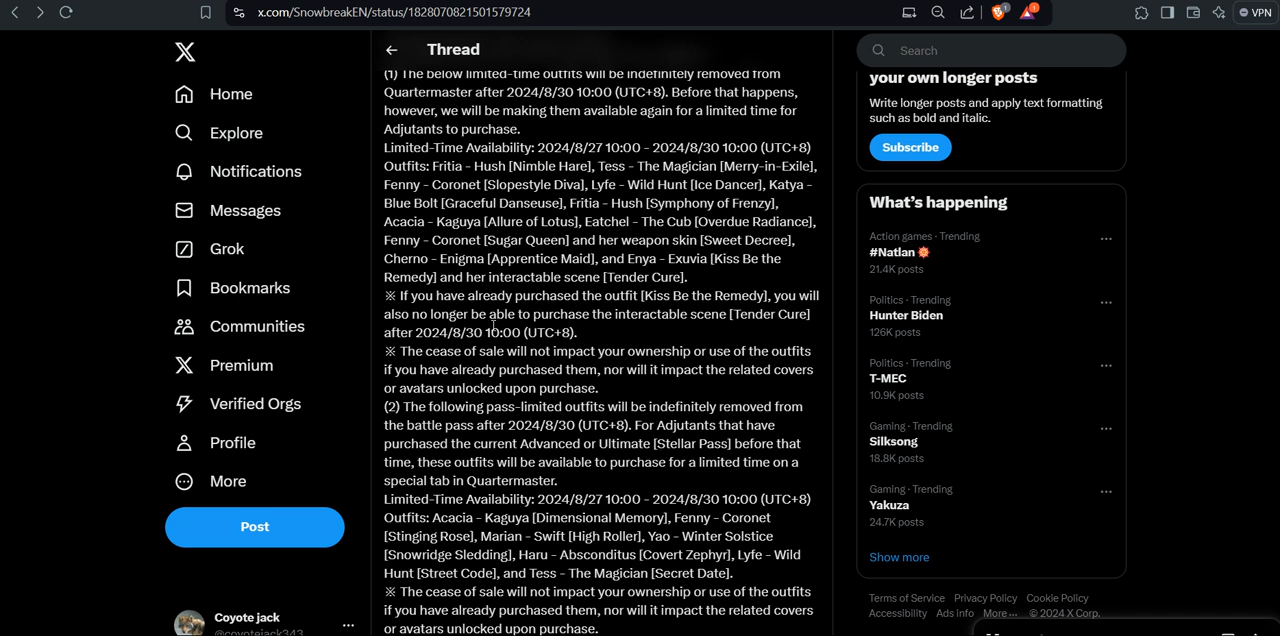 x.com/SnowbreakEN/status/1828070821501579724
1
1
VPN
Home
Explore
Notifications
Messages
Grok
Bookmarks
Communities
Premium
Verified Orgs
Profile
More
Post
Coyote jack
@coyotejack343
Thread
(1) The below limited-time outfits will be indefinitely removed from
Quartermaster after 2024/8/30 10:00 (UTC+8). Before that happens,
however, we will be making them available again for a limited time for
Adjutants to purchase.
Limited-Time Availability: 2024/8/27 10:00 - 2024/8/30 10:00 (UTC+8)
Outfits: Fritia - Hush [Nimble Hare], Tess - The Magician [Merry-in-Exile],
Fenny - Coronet [Slopestyle Diva], Lyfe - Wild Hunt [Ice Dancer], Katya -
Blue Bolt [Graceful Danseuse], Fritia - Hush [Symphony of Frenzy],
Acacia - Kaguya [Allure of Lotus], Eatchel - The Cub [Overdue Radiance],
Fenny - Coronet [Sugar Queen] and her weapon skin [Sweet Decree],
Cherno - Enigma [Apprentice Maid], and Enya - Exuvia [Kiss Be the
Remedy] and her interactable scene [Tender Cure].
※ If you have already purchased the outfit [Kiss Be the Remedy], you will
also no longer be able to purchase the interactable scene [Tender Cure]
after 2024/8/30 10:00 (UTC+8).
※ The cease of sale will not impact your ownership or use of the outfits
if you have already purchased them, nor will it impact the related covers
or avatars unlocked upon purchase.
(2) The following pass-limited outfits will be indefinitely removed from
the battle pass after 2024/8/30 (UTC+8). For Adjutants that have
purchased the current Advanced or Ultimate [Stellar Pass] before that
time, these outfits will be available to purchase for a limited time on a
special tab in Quartermaster.
Limited-Time Availability: 2024/8/27 10:00 - 2024/8/30 10:00 (UTC+8)
Outfits: Acacia - Kaguya [Dimensional Memory], Fenny - Coronet
[Stinging Rose], Marian - Swift [High Roller], Yao - Winter Solstice
[Snowridge Sledding], Haru - Absconditus [Covert Zephyr], Lyfe - Wild
Hunt [Street Code], and Tess - The Magician [Secret Date].
※ The cease of sale will not impact your ownership or use of the outfits
if you have already purchased them, nor will it impact the related covers
or avatars unlocked upon purchase.
Search
your own longer posts
Write longer posts and apply text formatting
such as bold and italic.
Subscribe
What's happening
Action games · Trending
#Natlan
21.4K posts
Politics · Trending
Hunter Biden
126K posts
Politics · Trending
T-MEC
10.9K posts
Gaming · Trending
Silksong
18.8K posts
Gaming · Trending
Yakuza
24.7K posts
Show more
Terms of Service Privacy Policy Cookie Policy
Accessibility Ads info More ··· © 2024 X Corp.